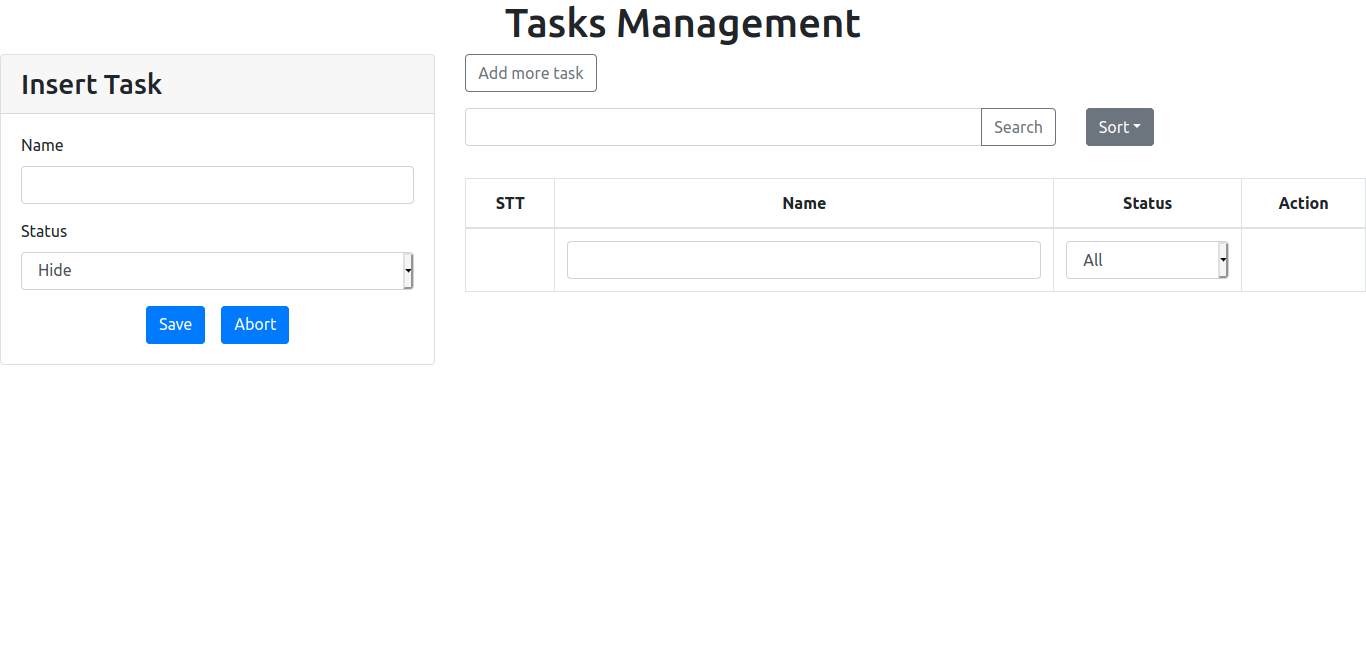 Tasks Management
Insert Task
Name
Status
Hide
Save Abort
Add more task
Search Sort
STT Name Status Action
All